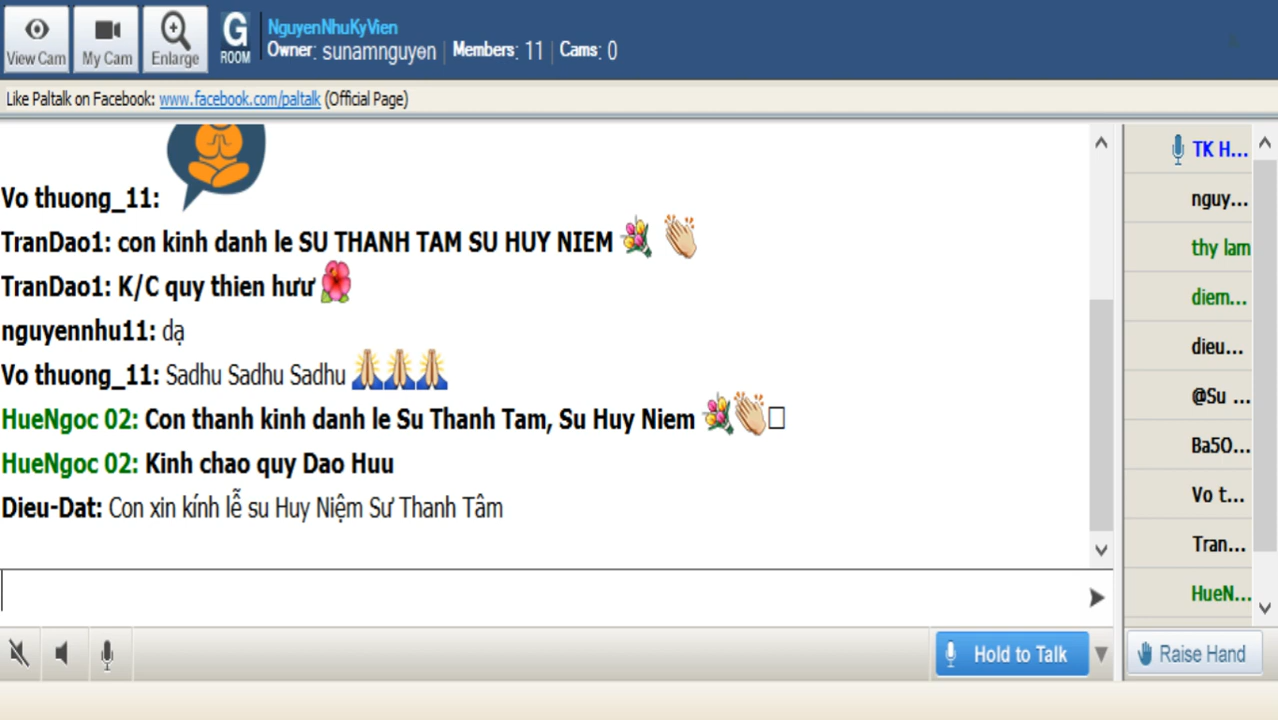 View Cam
My Cam
Enlarge
G
ROOM
NguyenNhuKyVien
Owner: sunamnguyen | Members: 11 | Cams: 0
Like Paltalk on Facebook: www.facebook.com/paltalk (Official Page)
Vo thuong_11:
TranDao1: con kinh danh le SU THANH TAM SU HUY NIEM
TranDao1: K/C quy thien hưư
nguyennhu11: dạ
Vo thuong_11: Sadhu Sadhu Sadhu
HueNgoc 02: Con thanh kinh danh le Su Thanh Tam, Su Huy Niem
HueNgoc 02: Kinh chao quy Dao Huu
Dieu-Dat: Con xin kính lễ su Huy Niệm Sư Thanh Tâm
TK H...
nguy...
thy lam
diem...
dieu...
@Su ...
Ba5O...
Vo t...
Tran...
HueN...
Hold to Talk
Raise Hand